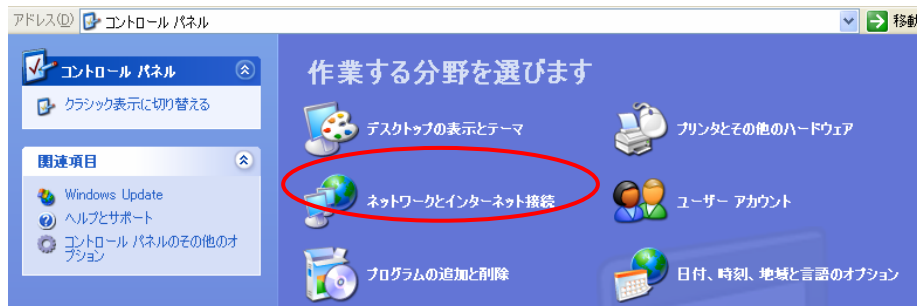 アドレス(D) コントロール パネル 移動
コントロール パネル
クラシック表示に切り替える
関連項目
Windows Update
ヘルプとサポート
コントロール パネルのその他のオ
プション
作業する分野を選びます
デスクトップの表示とテーマ
プリンタとその他のハードウェア
ネットワークとインターネット接続
ユーザー アカウント
プログラムの追加と削除
日付、時刻、地域と言語のオプション